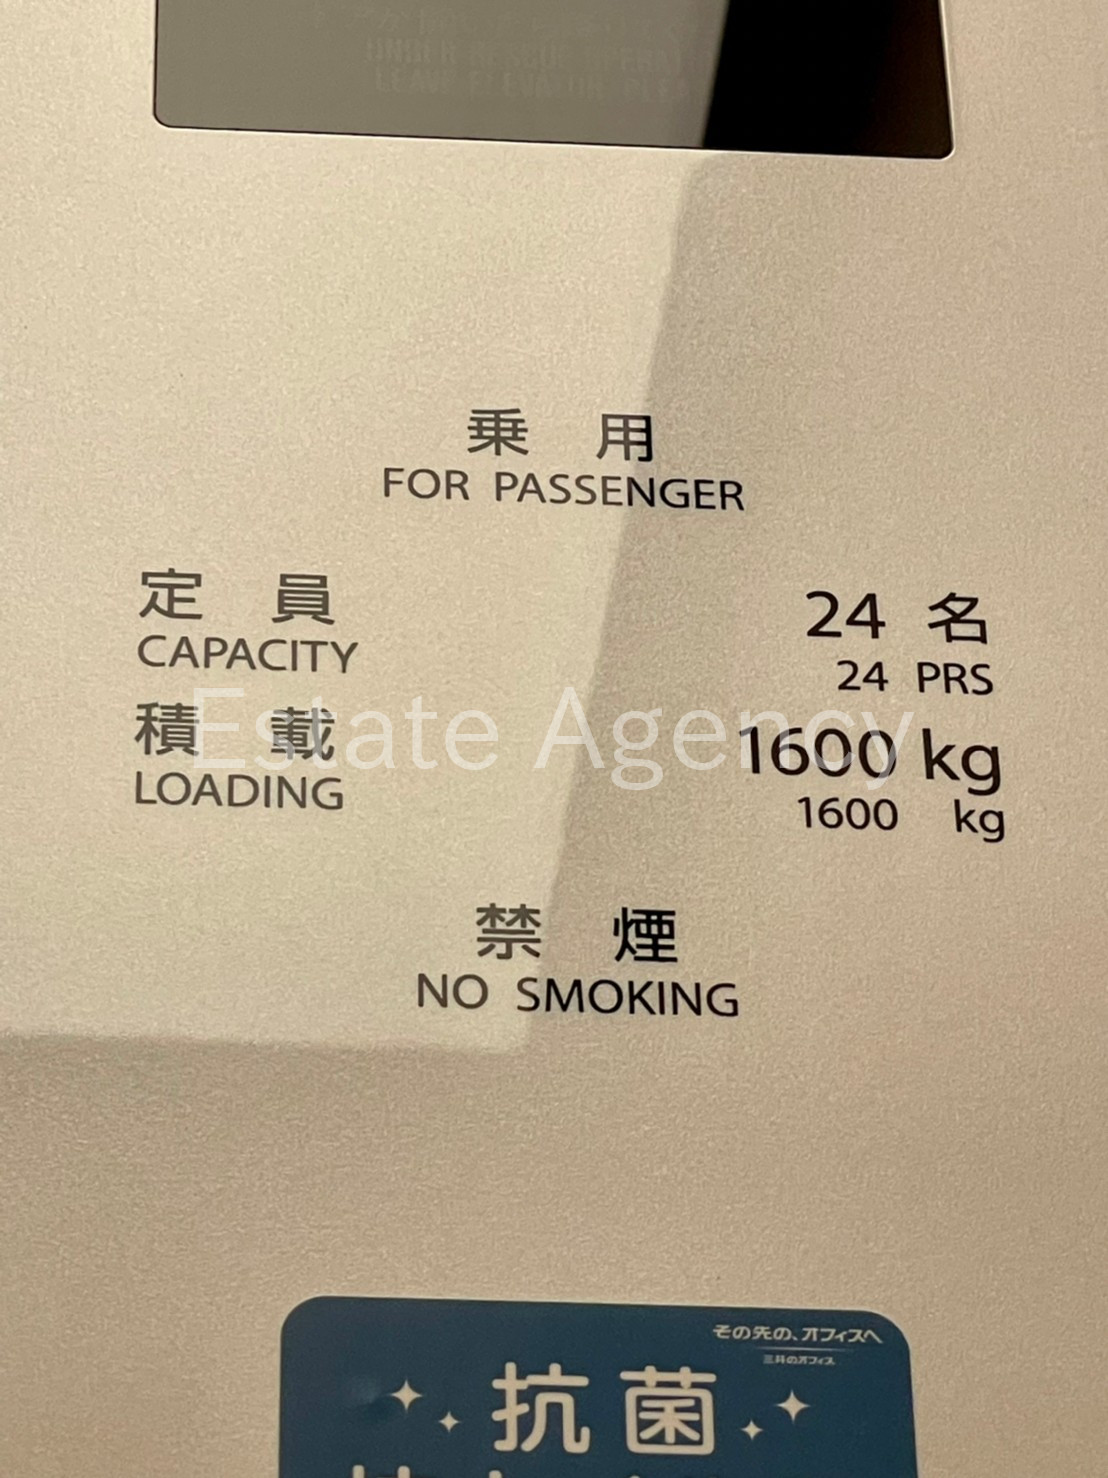 乗用
FOR PASSENGER
定員 24名
CAPACITY 24 PRS
積載 1600 kg
LOADING 1600 kg
Estate Agency
禁煙
NO SMOKING
その先の、オフィスへ
三井のオフィス
抗菌